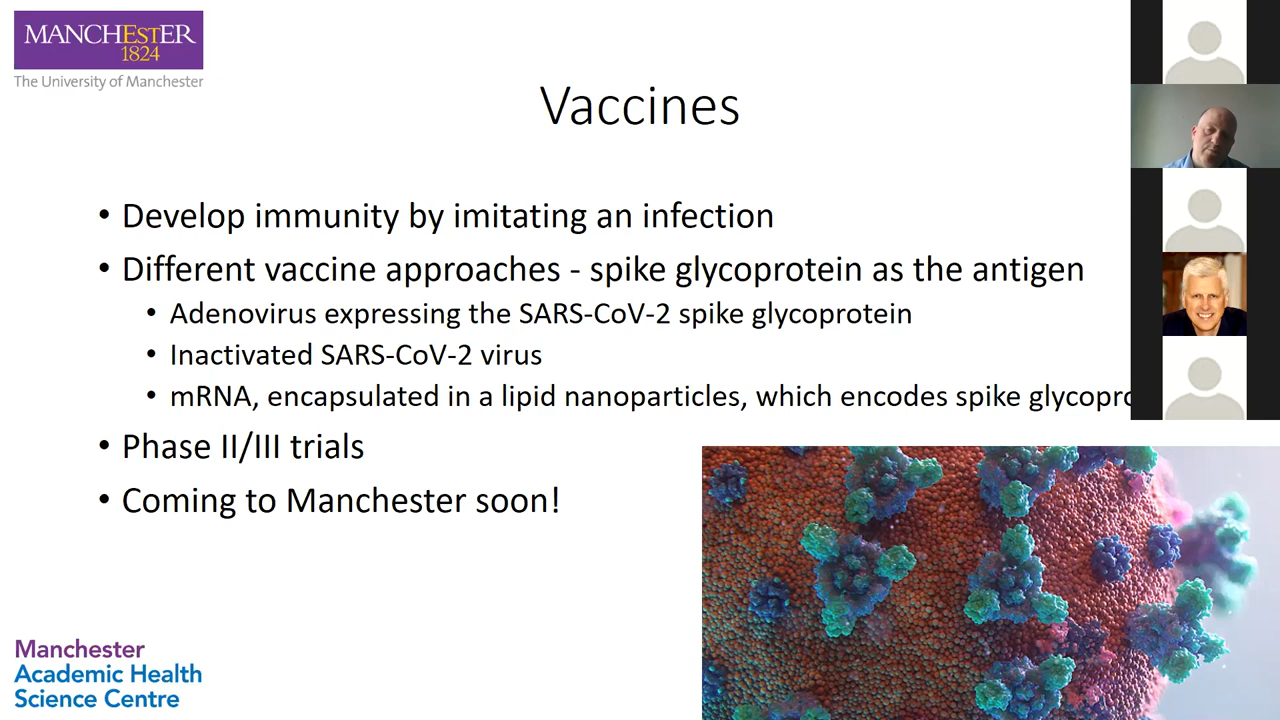 MANCHESTER
1824
The University of Manchester
Vaccines
• Develop immunity by imitating an infection
• Different vaccine approaches - spike glycoprotein as the antigen
• Adenovirus expressing the SARS-CoV-2 spike glycoprotein
• Inactivated SARS-CoV-2 virus
• mRNA, encapsulated in a lipid nanoparticles, which encodes spike
• Phase II/III trials
• Coming to Manchester soon!
Manchester
Academic Health
Science Centre